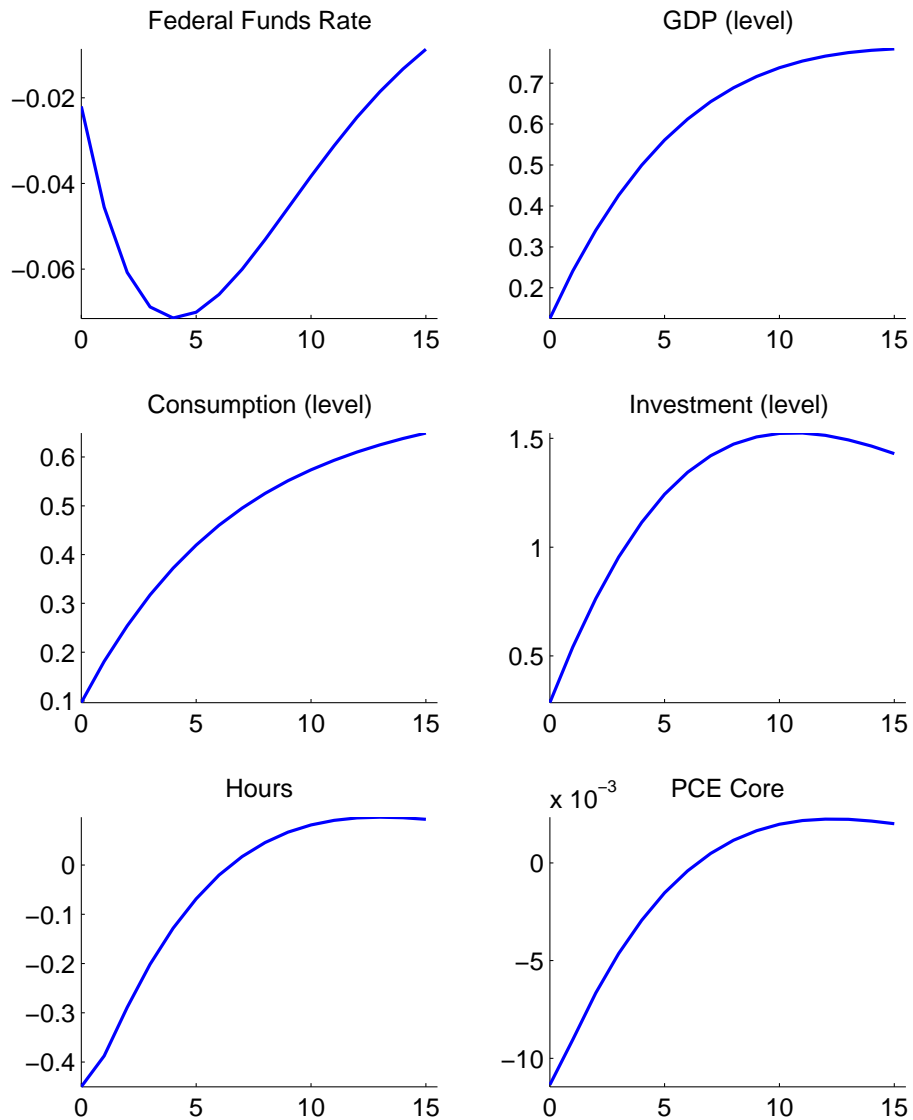 Federal Funds Rate
−0.02
−0.04
−0.06
0 5 10 15
GDP (level)
0.7
0.6
0.5
0.4
0.3
0.2
0 5 10 15
Consumption (level)
0.6
0.5
0.4
0.3
0.2
0.1
0 5 10 15
Investment (level)
1.5
1
0.5
0 5 10 15
Hours
0
−0.1
−0.2
−0.3
−0.4
0 5 10 15
x 10−3
PCE Core
0
−5
−10
0 5 10 15